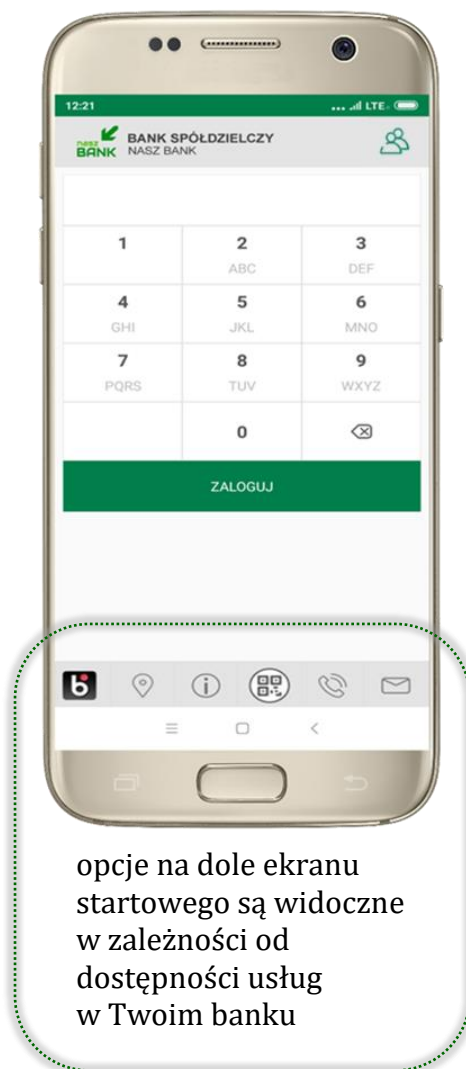 12:21
LTE
nasz BANK
BANK SPÓŁDZIELCZY
NASZ BANK
1 2 3
ABC DEF
4 5 6
GHI JKL MNO
7 8 9
PQRS TUV WXYZ
0
ZALOGUJ
b
opcje na dole ekranu
startowego są widoczne
w zależności od
dostępności usług
w Twoim banku